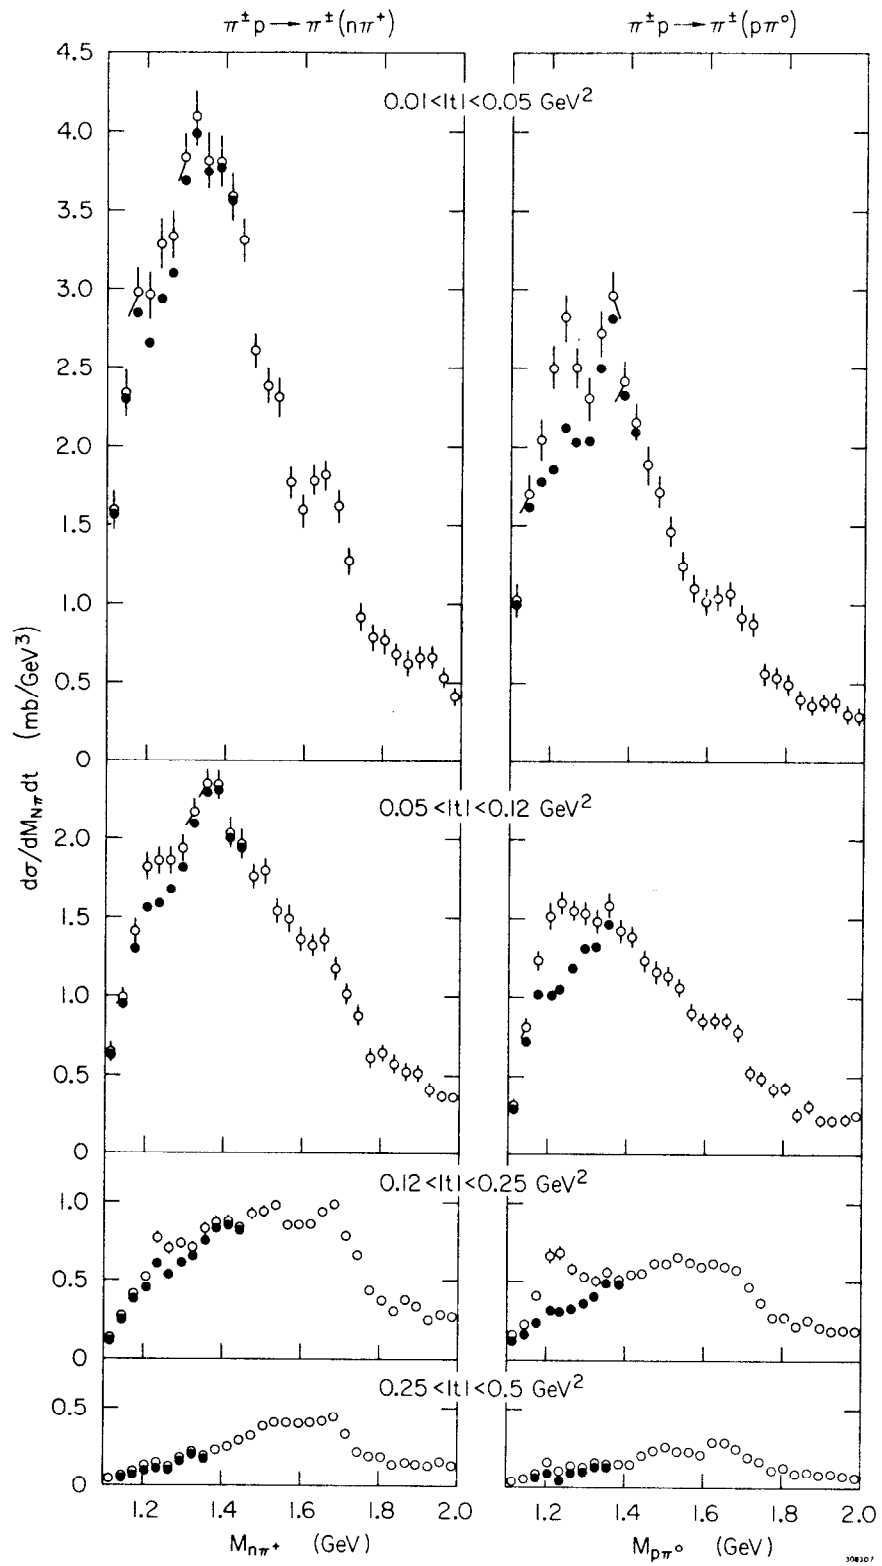 π±p → π±(nπ+)
π±p → π±(pπ°)
4.5
0.01<|t|<0.05 GeV²
4.0
3.5
3.0
2.5
2.0
1.5
1.0
0.5
0
dσ/dM_Nπ dt (mb/GeV³)
0.05<|t|<0.12 GeV²
2.0
1.5
1.0
0.5
0
0.12<|t|<0.25 GeV²
1.0
0.5
0
0.25<|t|<0.5 GeV²
0.5
0
1.2 1.4 1.6 1.8 2.0
1.2 1.4 1.6 1.8 2.0
M_nπ+ (GeV)
M_pπ° (GeV)